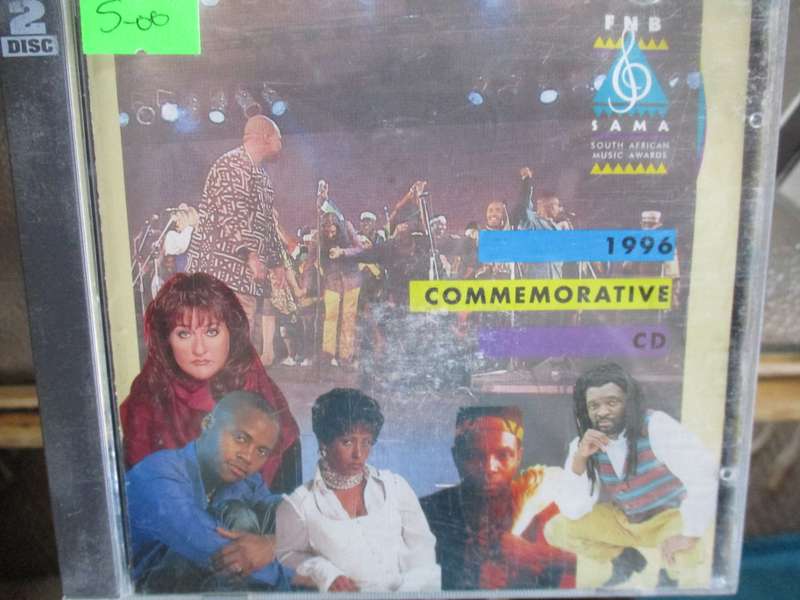 2
DISC
5-00
FNB
SAMA
SOUTH AFRICAN
MUSIC AWARDS
1996
COMMEMORATIVE
CD